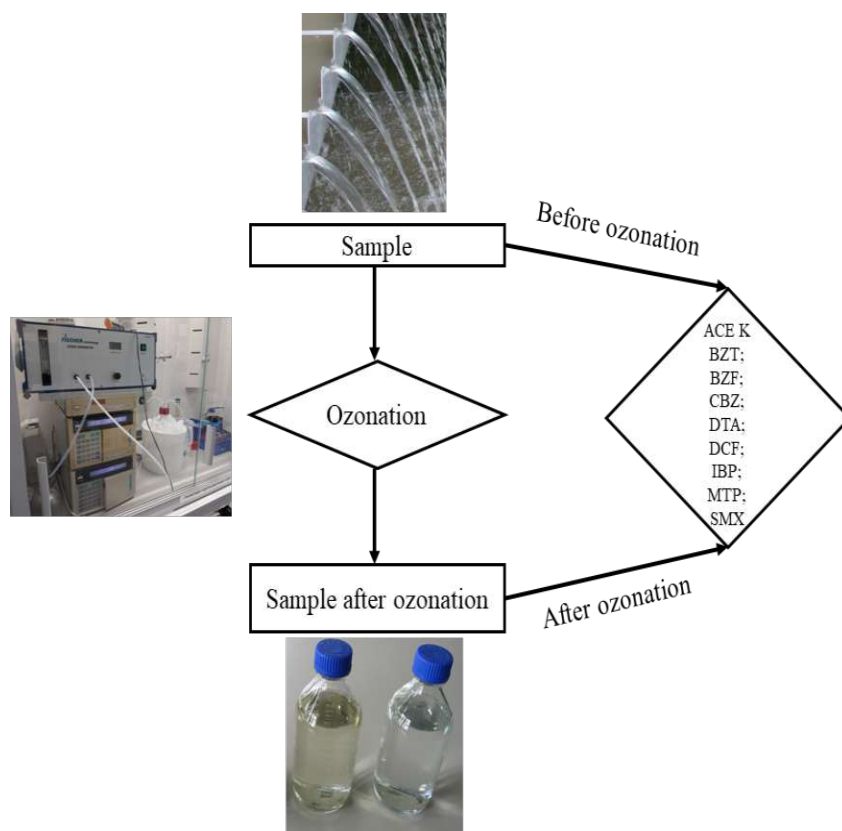 Sample
Before ozonation
ACE K
BZT;
BZF;
CBZ;
DTA;
DCF;
IBP;
MTP;
SMX
Ozonation
Sample after ozonation
After ozonation